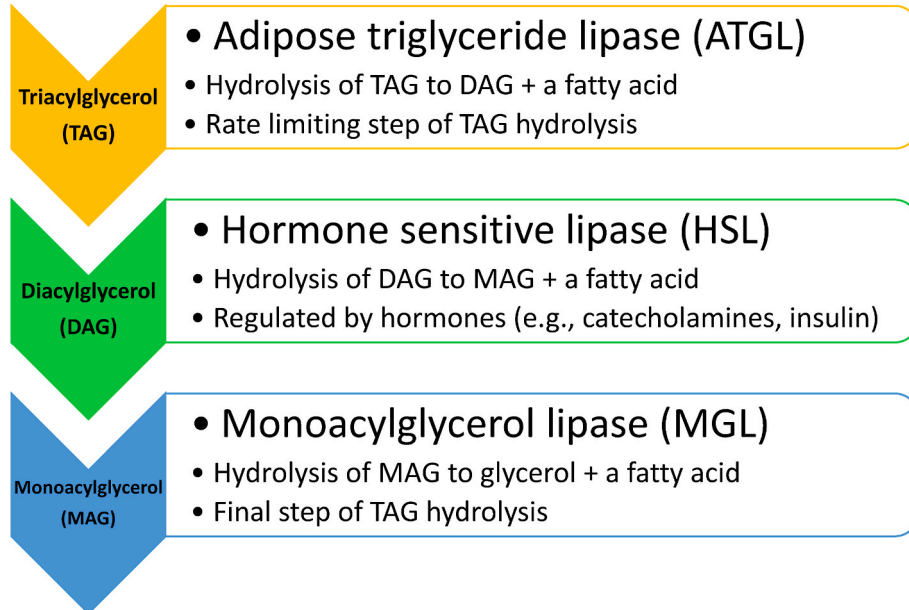 Triacylglycerol
(TAG)
• Adipose triglyceride lipase (ATGL)
• Hydrolysis of TAG to DAG + a fatty acid
• Rate limiting step of TAG hydrolysis
Diacylglycerol
(DAG)
• Hormone sensitive lipase (HSL)
• Hydrolysis of DAG to MAG + a fatty acid
• Regulated by hormones (e.g., catecholamines, insulin)
Monoacylglycerol
(MAG)
• Monoacylglycerol lipase (MGL)
• Hydrolysis of MAG to glycerol + a fatty acid
• Final step of TAG hydrolysis